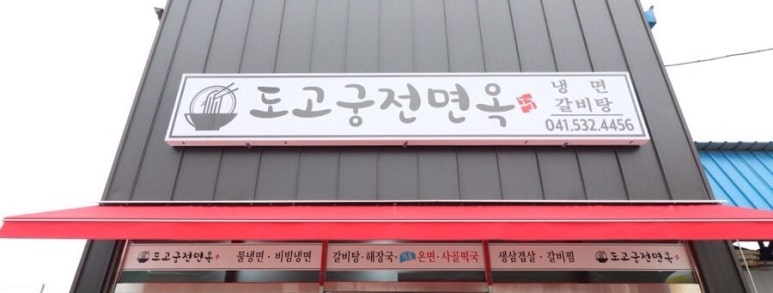 도고궁전면옥
냉면
갈비탕
041.532.4456
도고궁전면옥 물냉면·비빔냉면 갈비탕·해장국· 온면·사골떡국 생삼겹살·갈비찜 도고궁전면옥